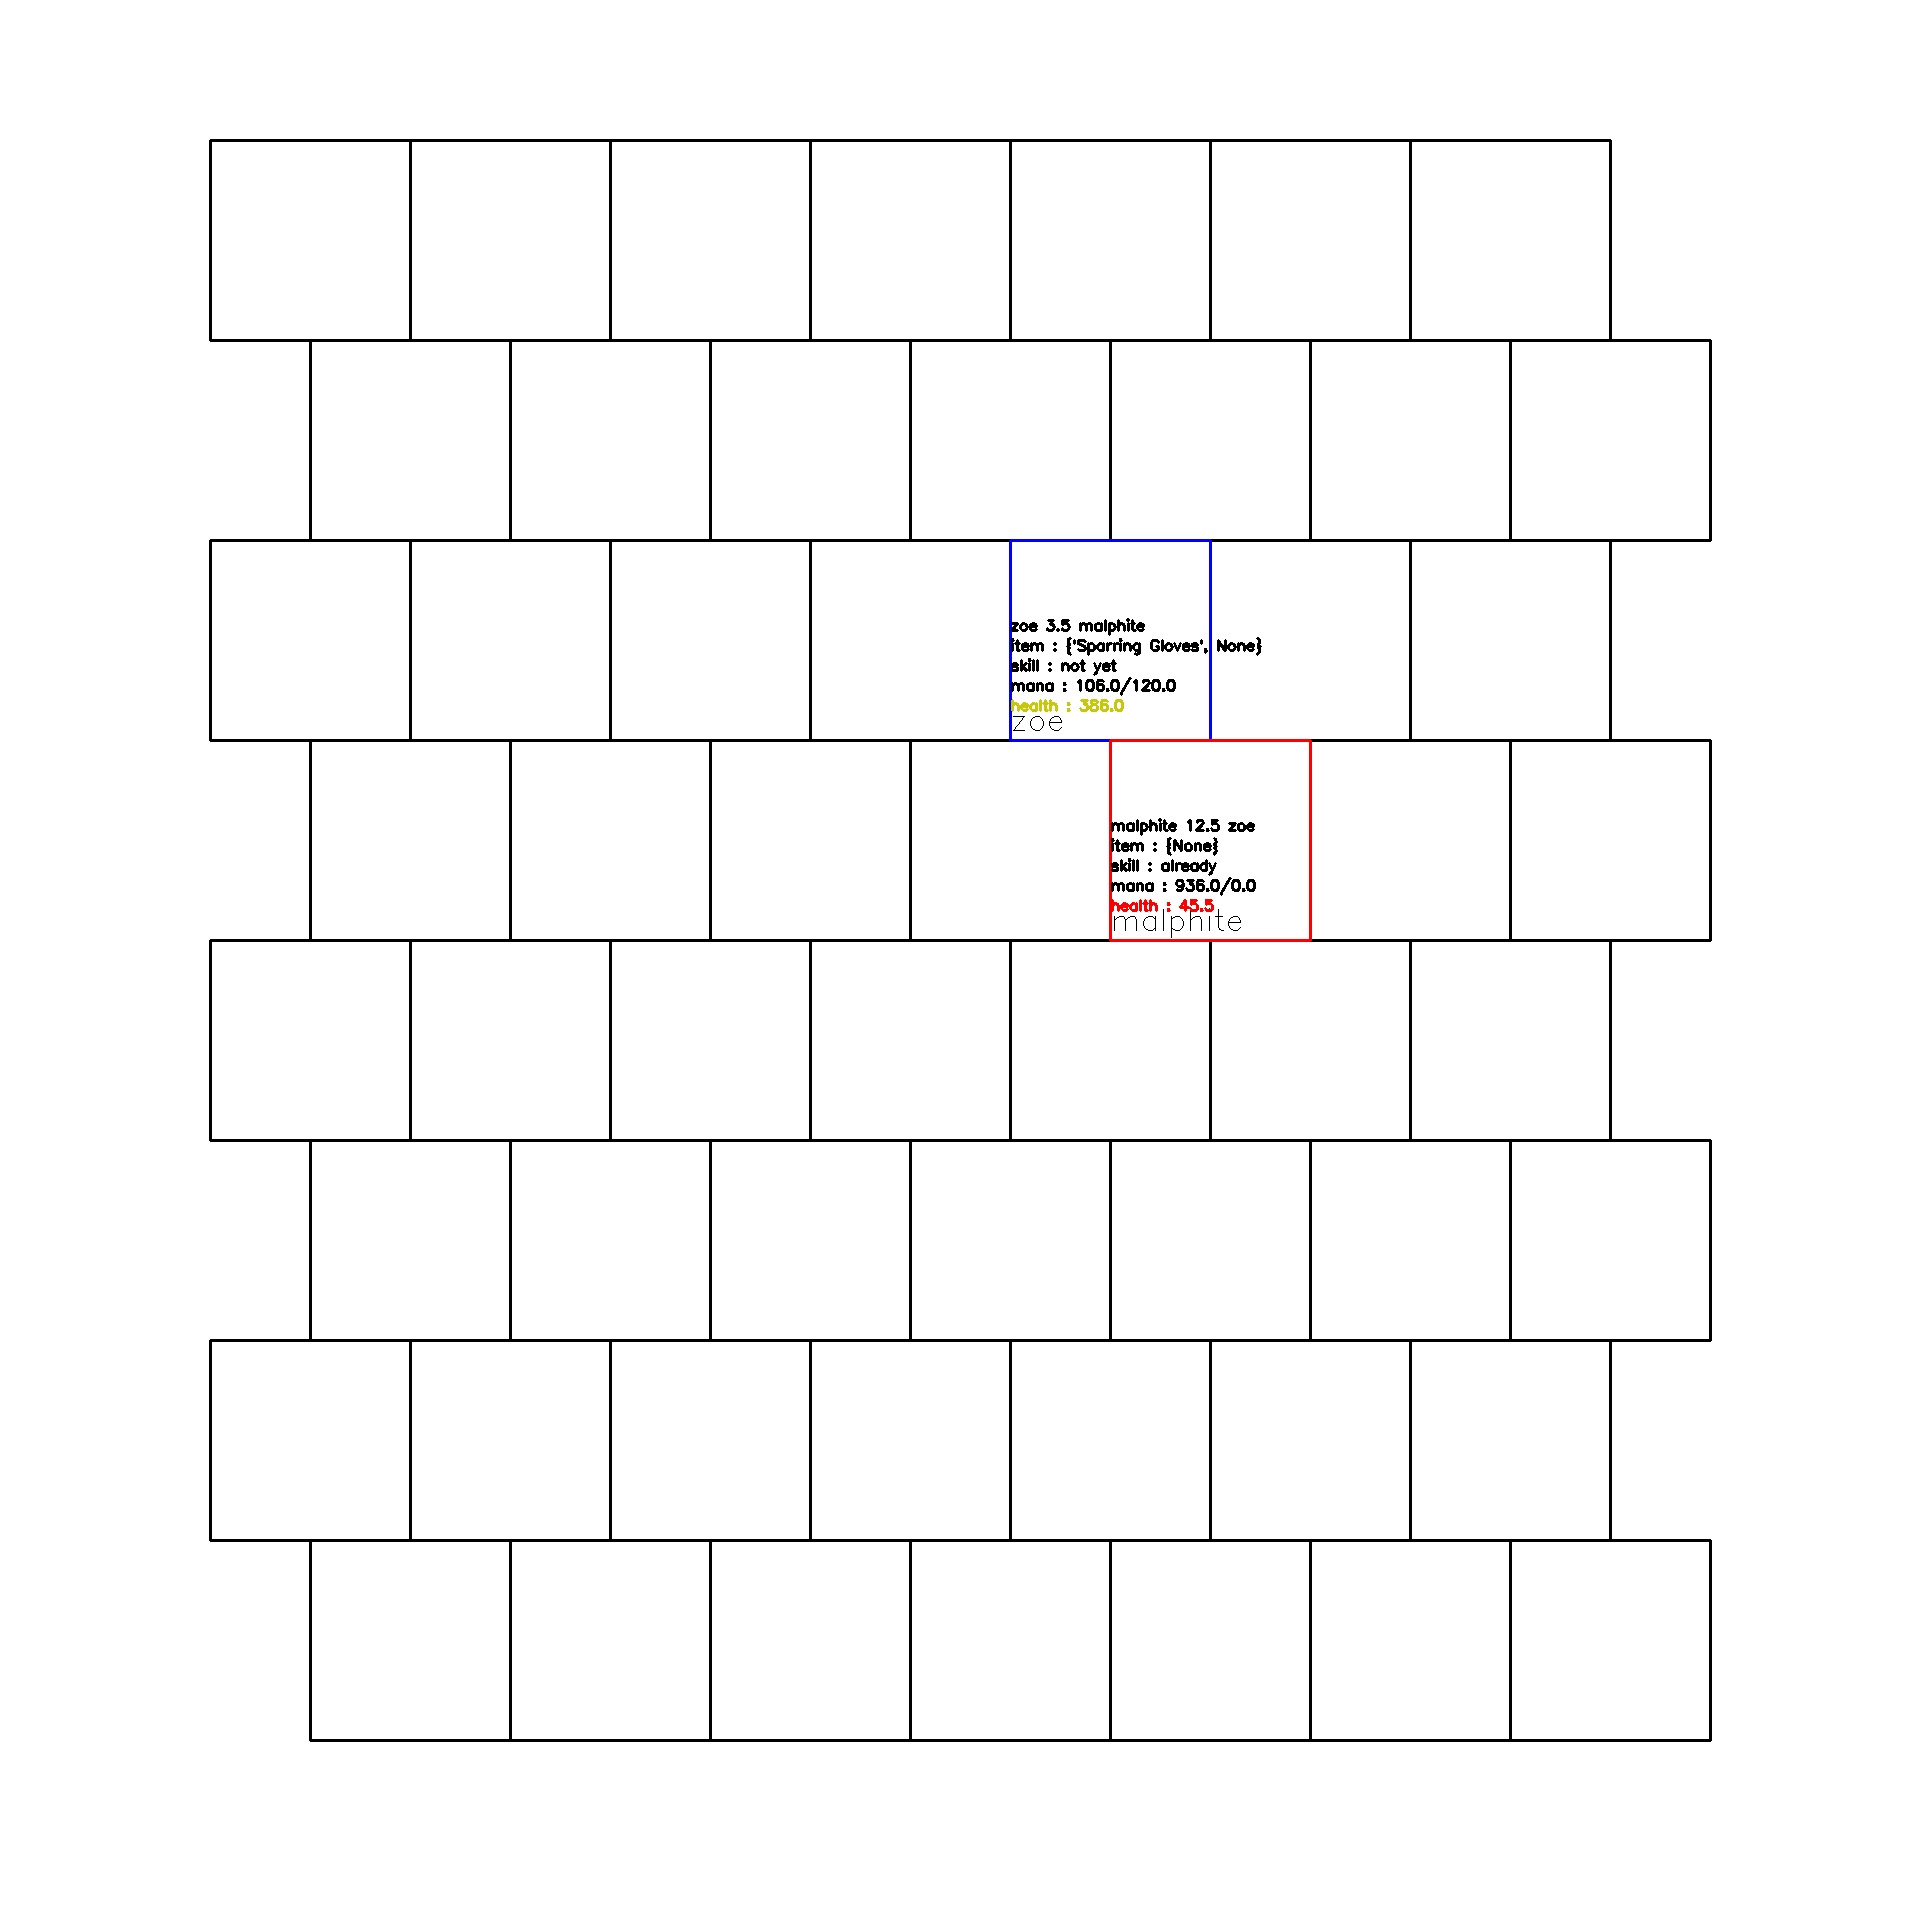 zoe 3.5 malphite
item : {'Sparring Gloves', None}
skill : not yet
mana : 106.0/120.0
health : 386.0
zoe
malphite 12.5 zoe
item : {None}
skill : already
mana : 936.0/0.0
health : 45.5
malphite